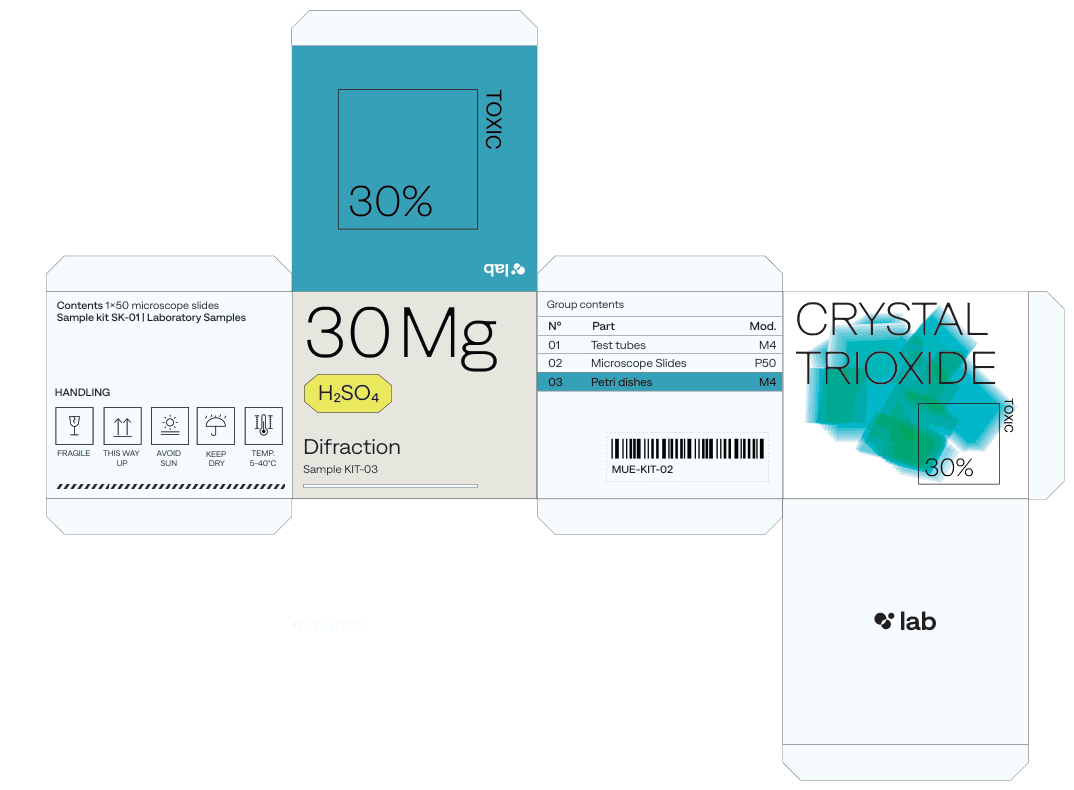 TOXIC
30%
lab
Contents 1×50 microscope slides
Sample kit SK-01 | Laboratory Samples
HANDLING
FRAGILE
THIS WAY UP
AVOID SUN
KEEP DRY
TEMP. 5-40°C
30 Mg
H₂SO₄
Difraction
Sample KIT-03
Group contents
Nº Part Mod.
01 Test tubes M4
02 Microscope Slides P50
03 Petri dishes M4
MUE-KIT-02
CRYSTAL
TRIOXIDE
TOXIC
30%
lab
matter